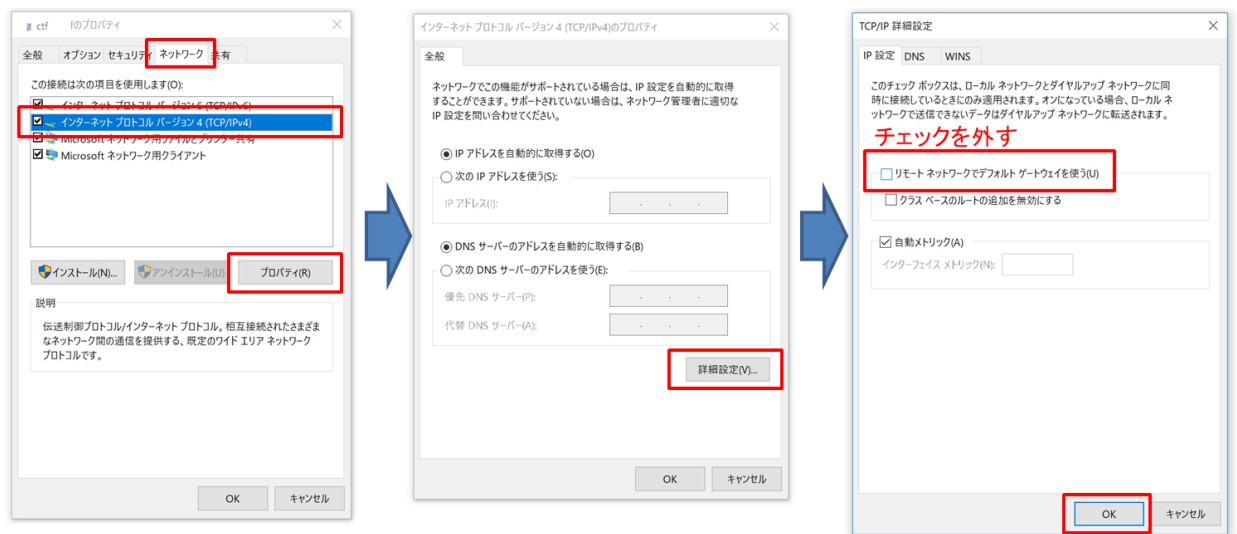 ctf fのプロパティ
全般 オプション セキュリティ ネットワーク 共有
この接続は次の項目を使用します(O):
インターネット プロトコル バージョン 6 (TCP/IPv6)
インターネット プロトコル バージョン 4 (TCP/IPv4)
Microsoft ネットワーク用ファイルとプリンター共有
Microsoft ネットワーク用クライアント
インストール(N)... アンインストール(U) プロパティ(R)
説明
伝送制御プロトコル/インターネット プロトコル。相互接続されたさまざま
なネットワーク間の通信を提供する、既定のワイド エリア ネットワーク
プロトコルです。
OK キャンセル
インターネット プロトコル バージョン 4 (TCP/IPv4)のプロパティ
全般
ネットワークでこの機能がサポートされている場合は、IP 設定を自動的に取得
することができます。サポートされていない場合は、ネットワーク管理者に適切な
IP 設定を問い合わせてください。
IP アドレスを自動的に取得する(O)
次の IP アドレスを使う(S):
IP アドレス(I):
DNS サーバーのアドレスを自動的に取得する(B)
次の DNS サーバーのアドレスを使う(E):
優先 DNS サーバー(P):
代替 DNS サーバー(A):
詳細設定(V)...
OK キャンセル
TCP/IP 詳細設定
IP 設定 DNS WINS
このチェック ボックスは、ローカル ネットワークとダイヤルアップ ネットワークに同
時に接続しているときにのみ適用されます。オンになっている場合、ローカル ネ
ットワークで送信できないデータはダイヤルアップ ネットワークに転送されます。
チェックを外す
リモート ネットワークでデフォルト ゲートウェイを使う(U)
クラス ベースのルートの追加を無効にする
自動メトリック(A)
インターフェイス メトリック(N):
OK キャンセル